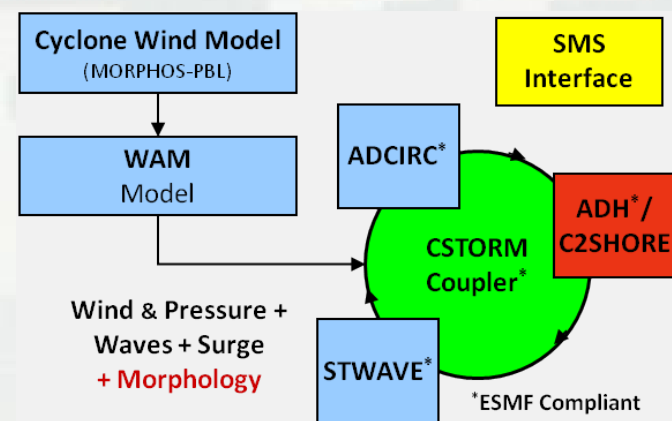 Cyclone Wind Model
(MORPHOS-PBL)
SMS
Interface
WAM
Model
ADCIRC*
ADH*/
C2SHORE
CSTORM
Coupler*
Wind & Pressure +
Waves + Surge
+ Morphology
STWAVE*
*ESMF Compliant